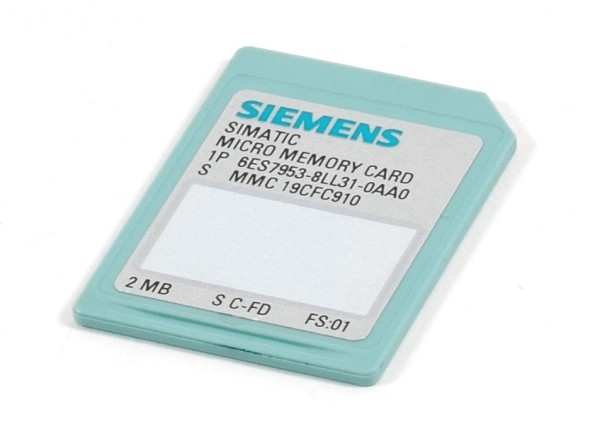 SIEMENS
SIMATIC
MICRO MEMORY CARD
1P 6ES7953-8LL31-0AA0
S MMC 19CFC910
2 MB S C-FD FS:01